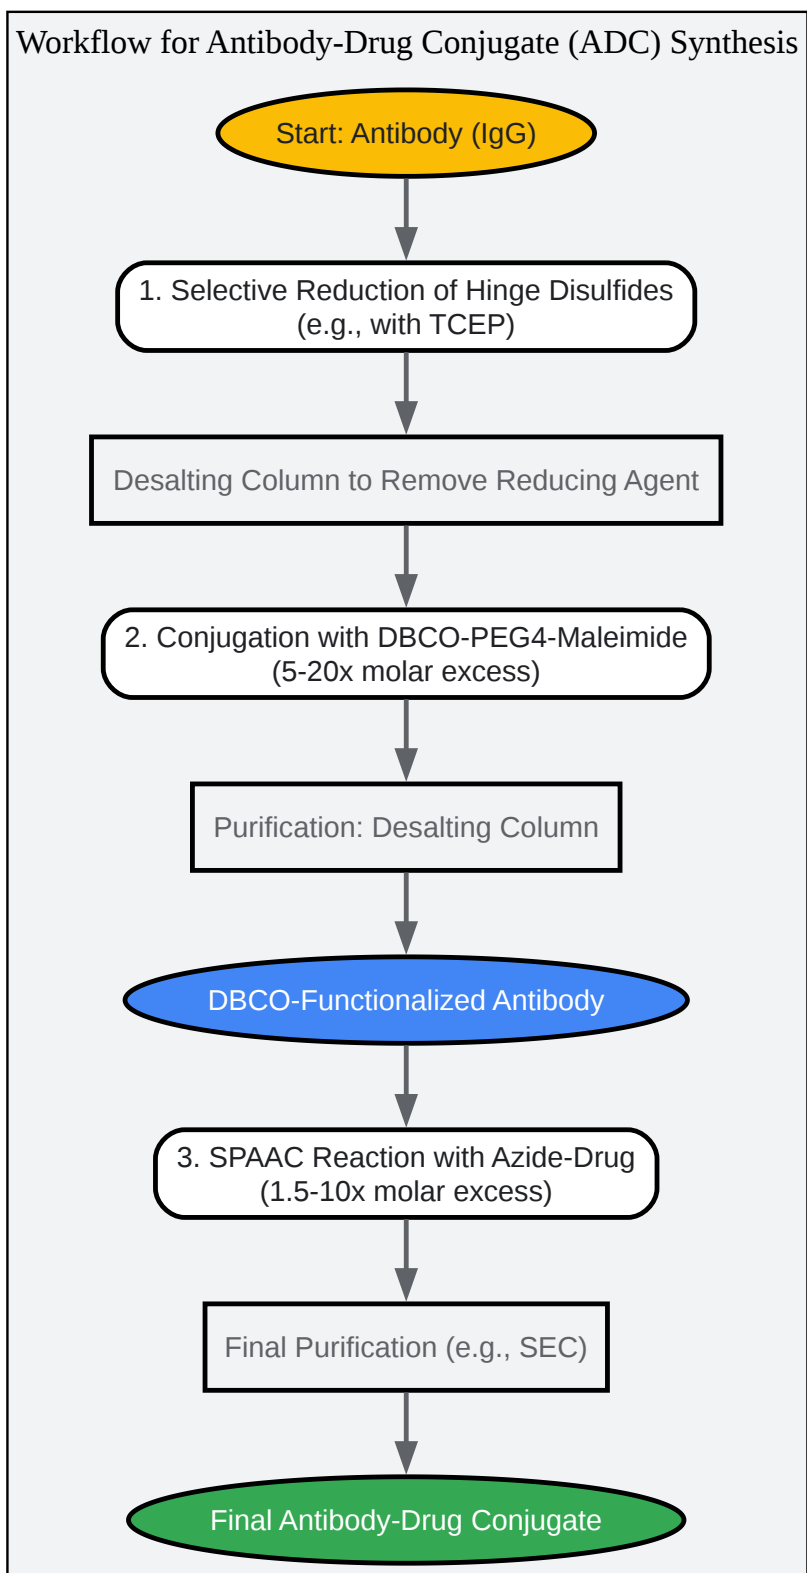 Workflow for Antibody-Drug Conjugate (ADC) Synthesis
Start: Antibody (IgG)
1. Selective Reduction of Hinge Disulfides
(e.g., with TCEP)
Desalting Column to Remove Reducing Agent
2. Conjugation with DBCO-PEG4-Maleimide
(5-20x molar excess)
Purification: Desalting Column
DBCO-Functionalized Antibody
3. SPAAC Reaction with Azide-Drug
(1.5-10x molar excess)
Final Purification (e.g., SEC)
Final Antibody-Drug Conjugate